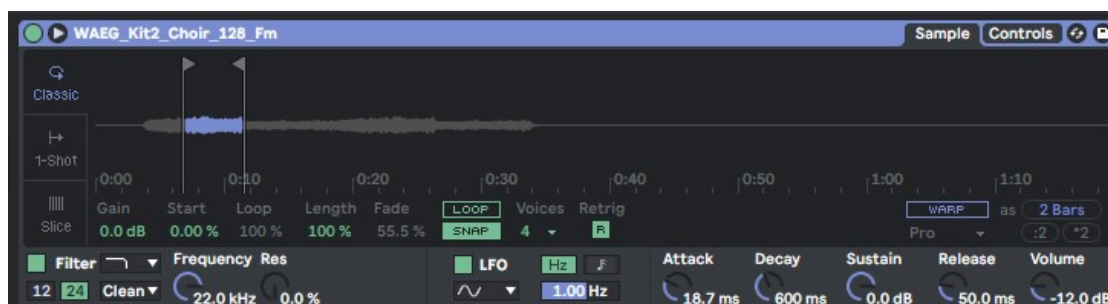 WAEG_Kit2_Choir_128_Fm Sample Controls
Classic
1-Shot
0:00 0:10 0:20 0:30 0:40 0:50 1:00 1:10
Gain Start Loop Length Fade LOOP Voices Retrig WARP as 2 Bars
Slice 0.0 dB 0.00 % 100 % 100 % 55.5 % SNAP 4 R Pro :2 *2
Filter Frequency Res LFO Hz Attack Decay Sustain Release Volume
12 24 Clean 22.0 kHz 0.0 % 1.00 Hz 18.7 ms 600 ms 0.0 dB 50.0 ms -12.0 dB